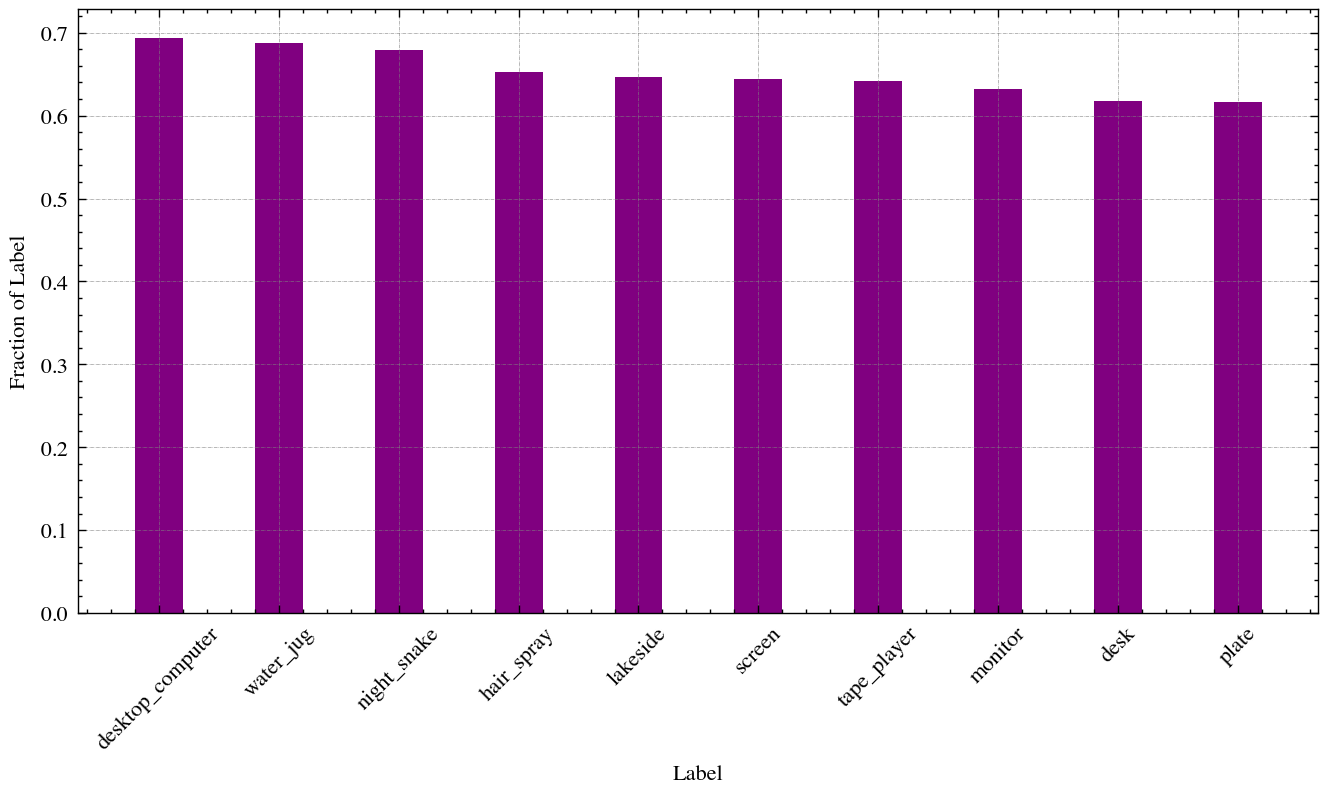 0.7
0.6
0.5
0.4
0.3
0.2
0.1
0.0
Fraction of Label
desktop_computer
water_jug
night_snake
hair_spray
lakeside
screen
tape_player
monitor
desk
plate
Label